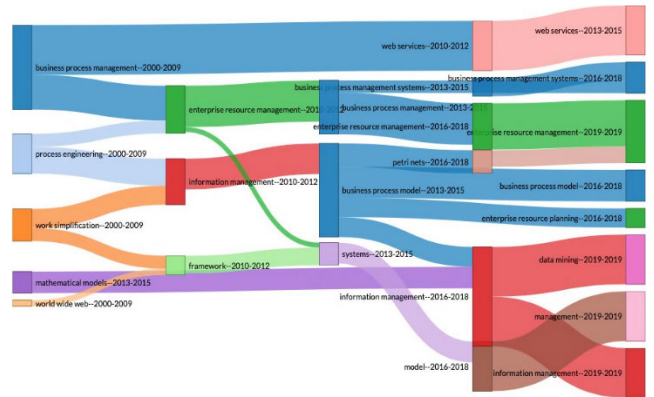 web services--2013-2015
web services--2010-2012
business process management--2000-2009
business process management systems--2016-2018
business process management systems--2013-2015
enterprise resource management--2010-2012
business process management--2013-2015
enterprise resource management--2016-2018
enterprise resource management--2019-2019
process engineering--2000-2009
petri nets--2016-2018
information management--2010-2012
business process model--2013-2015
business process model--2016-2018
enterprise resource planning--2016-2018
work simplification--2000-2009
systems--2013-2015
data mining--2019-2019
framework--2010-2012
mathematical models--2013-2015
information management--2016-2018
world wide web--2000-2009
management--2019-2019
model--2016-2018
information management--2019-2019